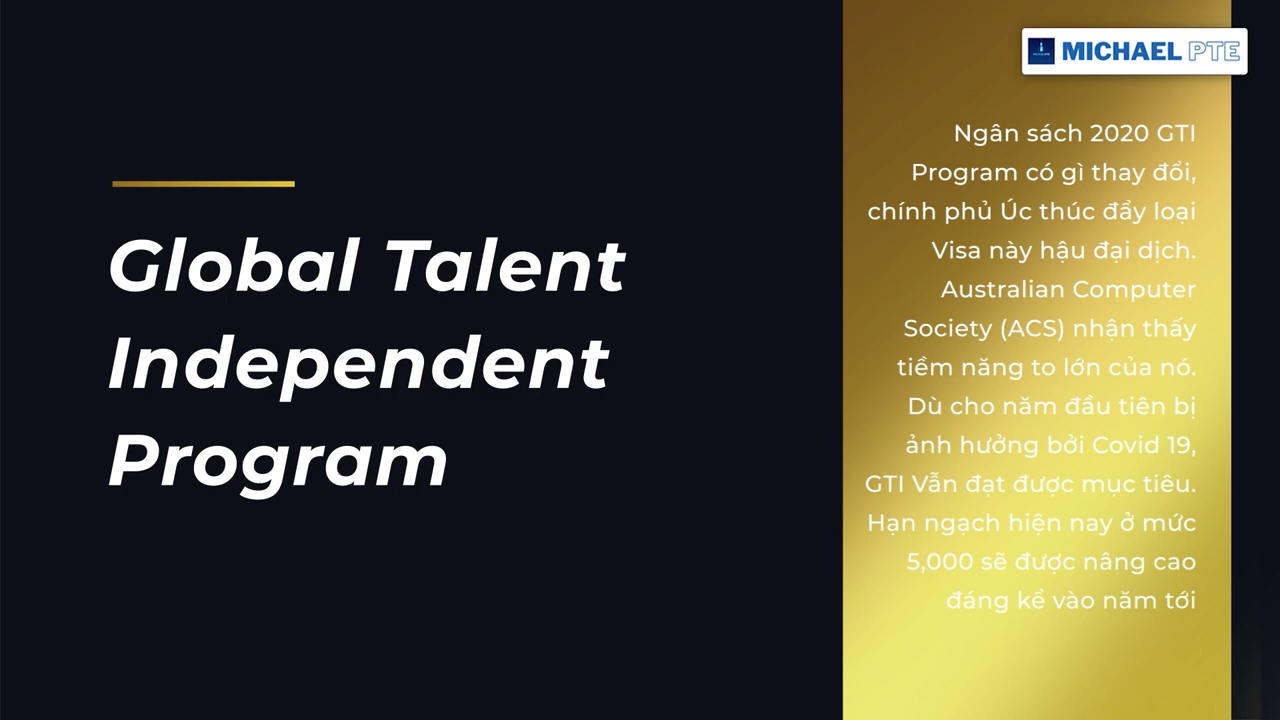 MICHAEL PTE
Global Talent
Independent
Program
Ngân sách 2020 GTI
Program có gì thay đổi,
chính phủ Úc thúc đẩy loại
Visa này hậu đại dịch.
Australian Computer
Society (ACS) nhận thấy
tiềm năng to lớn của nó.
Dù cho năm đầu tiên bị
ảnh hưởng bởi Covid 19,
GTI Vẫn đạt được mục tiêu.
Hạn ngạch hiện nay ở mức
5,000 sẽ được nâng cao
đáng kể vào năm tới